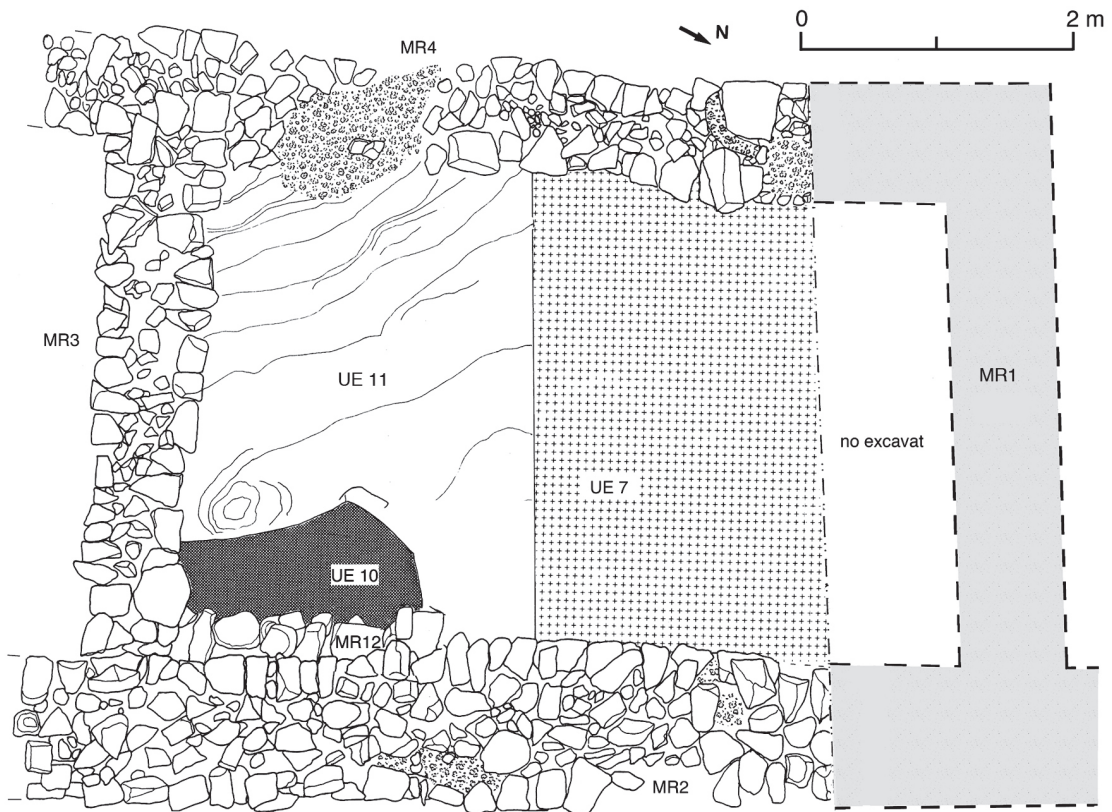 0 2 m
N
MR4
MR3
UE 11
MR1
no excavat
UE 7
UE 10
MR12
MR2